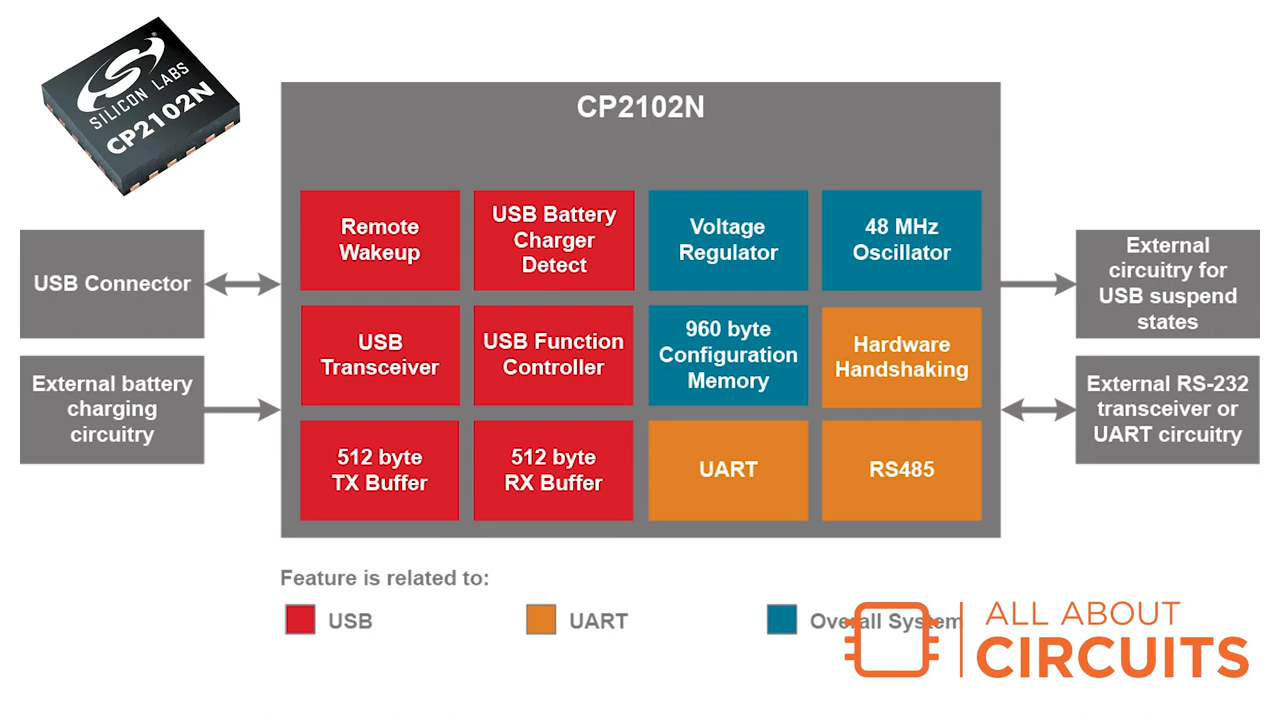 SILICON LABS
CP2102N
CP2102N
Remote
Wakeup
USB Battery
Charger
Detect
Voltage
Regulator
48 MHz
Oscillator
USB Connector
External
circuitry for
USB suspend
states
USB
Transceiver
USB Function
Controller
960 byte
Configuration
Memory
Hardware
Handshaking
External battery
charging
circuitry
External RS-232
transceiver or
UART circuitry
512 byte
TX Buffer
512 byte
RX Buffer
UART
RS485
Feature is related to:
USB
UART
Overall System
ALL ABOUT
CIRCUITS